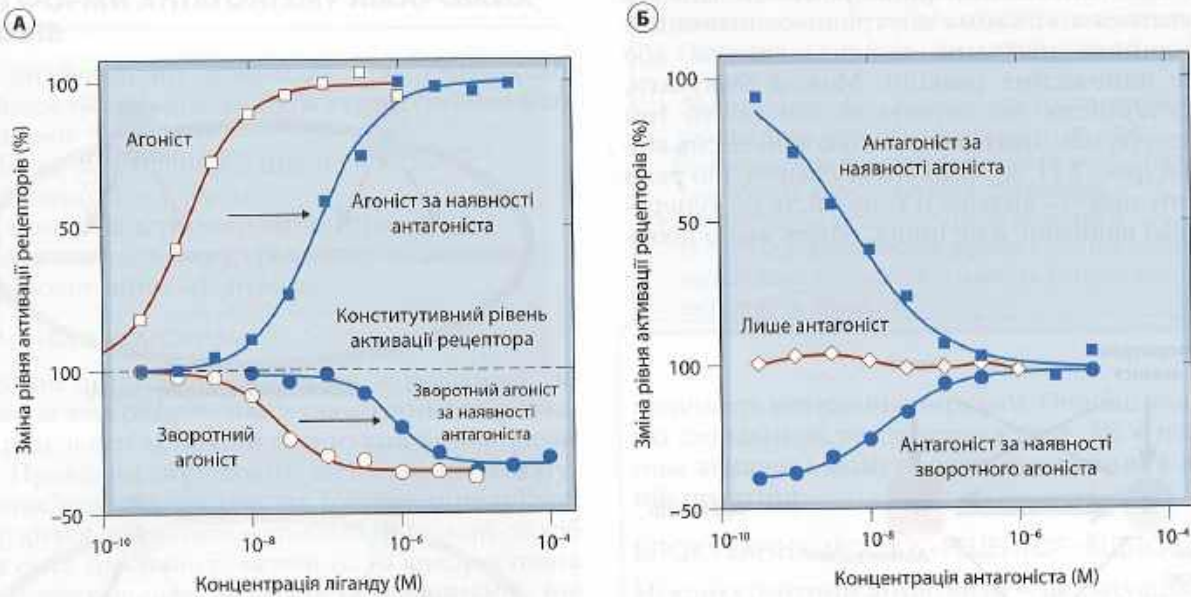 А
Зміна рівня активації рецепторів (%)
100
50
100
–50
Агоніст
Агоніст за наявності
антагоніста
Конститутивний рівень
активації рецептора
Зворотний агоніст
за наявності
антагоніста
Зворотний
агоніст
10⁻¹⁰
10⁻⁸
10⁻⁶
10⁻⁴
Концентрація ліганду (М)
Б
Зміна рівня активації рецепторів (%)
100
50
100
–50
Антагоніст за
наявності агоніста
Лише антагоніст
Антагоніст за наявності
зворотного агоніста
10⁻¹⁰
10⁻⁸
10⁻⁶
10⁻⁴
Концентрація антагоніста (М)